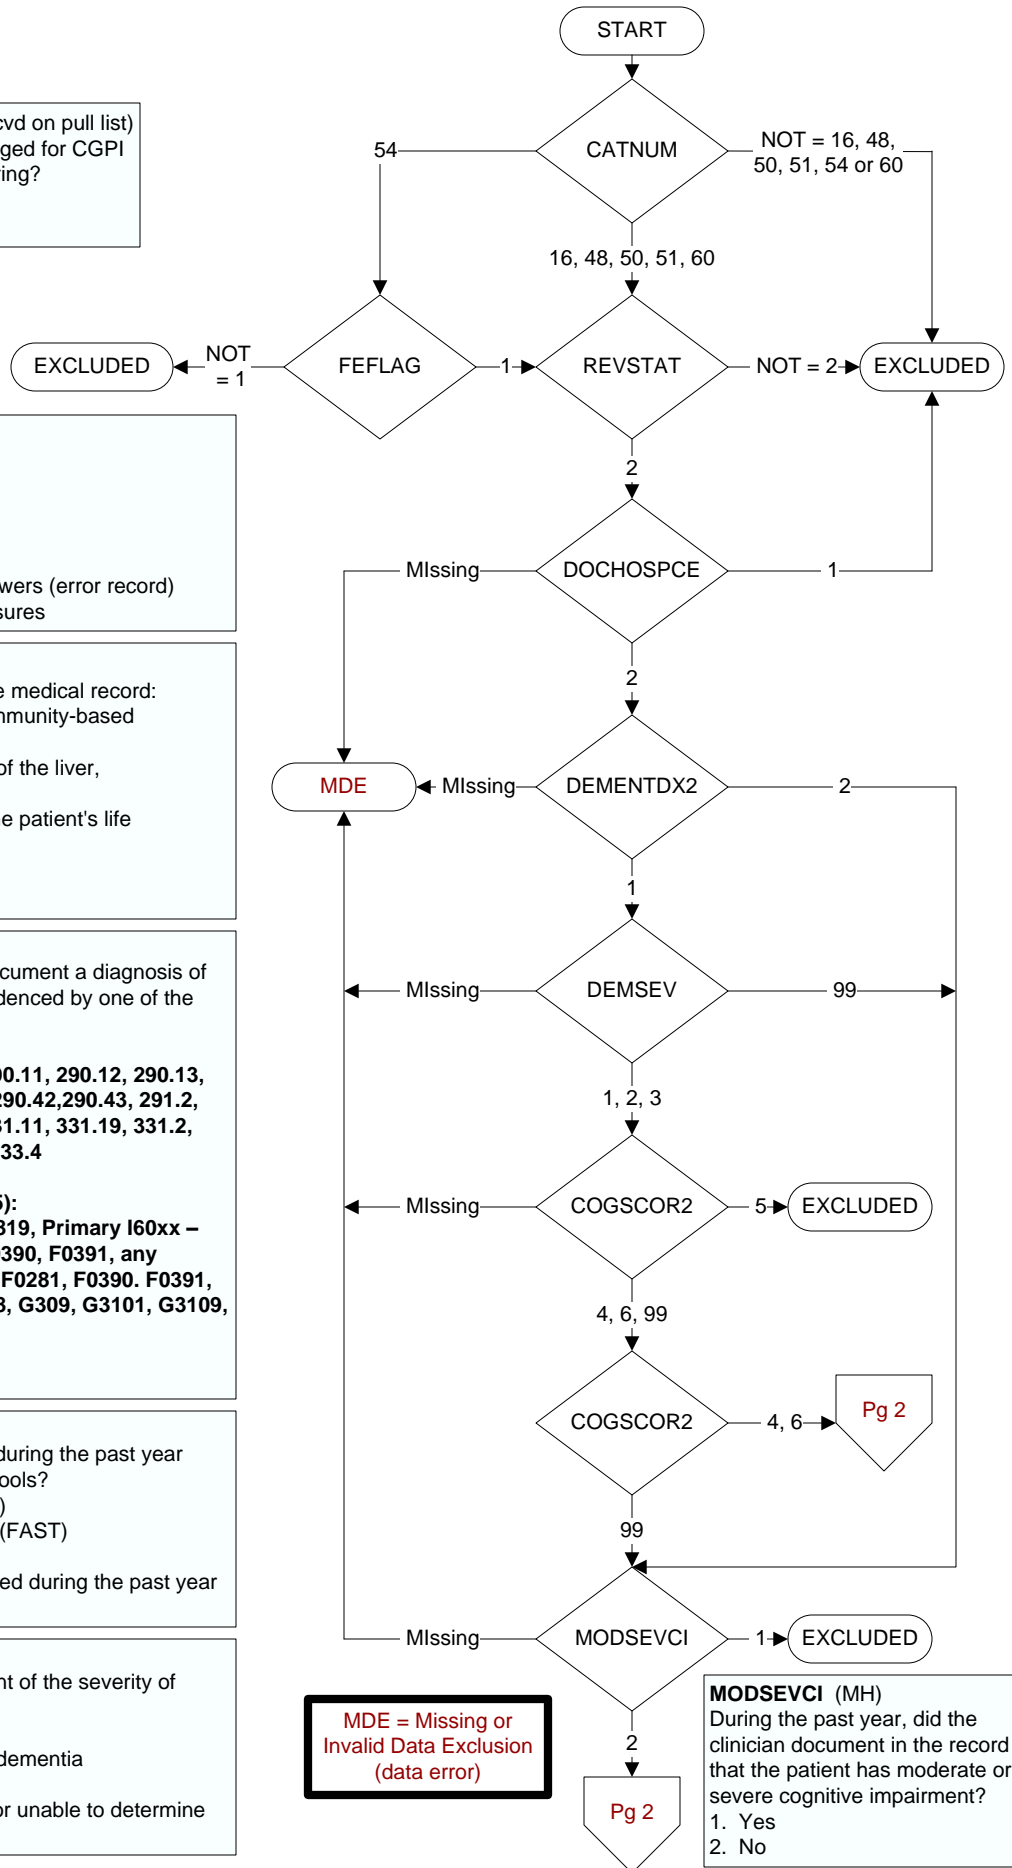 START
cvd on pull list)
ged for CGPI
ring?
CATNUM
54
NOT = 16, 48,
50, 51, 54 or 60
16, 48, 50, 51, 60
EXCLUDED
NOT
= 1
FEFLAG
1
REVSTAT
NOT = 2
EXCLUDED
2
wers (error record)
sures
MIssing
DOCHOSPCE
1
2
e medical record:
mmunity-based
of the liver,
ne patient's life
MDE
MIssing
DEMENTDX2
2
1
ocument a diagnosis of
idenced by one of the
90.11, 290.12, 290.13,
290.42,290.43, 291.2,
31.11, 331.19, 331.2,
33.4
5):
819, Primary I60xx –
0390, F0391, any
F0281, F0390. F0391,
8, G309, G3101, G3109,
MIssing
DEMSEV
99
1, 2, 3
MIssing
COGSCOR2
5
EXCLUDED
4, 6, 99
COGSCOR2
4, 6
Pg 2
99
during the past year
ools?
)
(FAST)
ed during the past year
MIssing
MODSEVCI
1
EXCLUDED
2
Pg 2
nt of the severity of
dementia
or unable to determine
MDE = Missing or
Invalid Data Exclusion
(data error)
MODSEVCI (MH)
During the past year, did the
clinician document in the record
that the patient has moderate or
severe cognitive impairment?
1. Yes
2. No